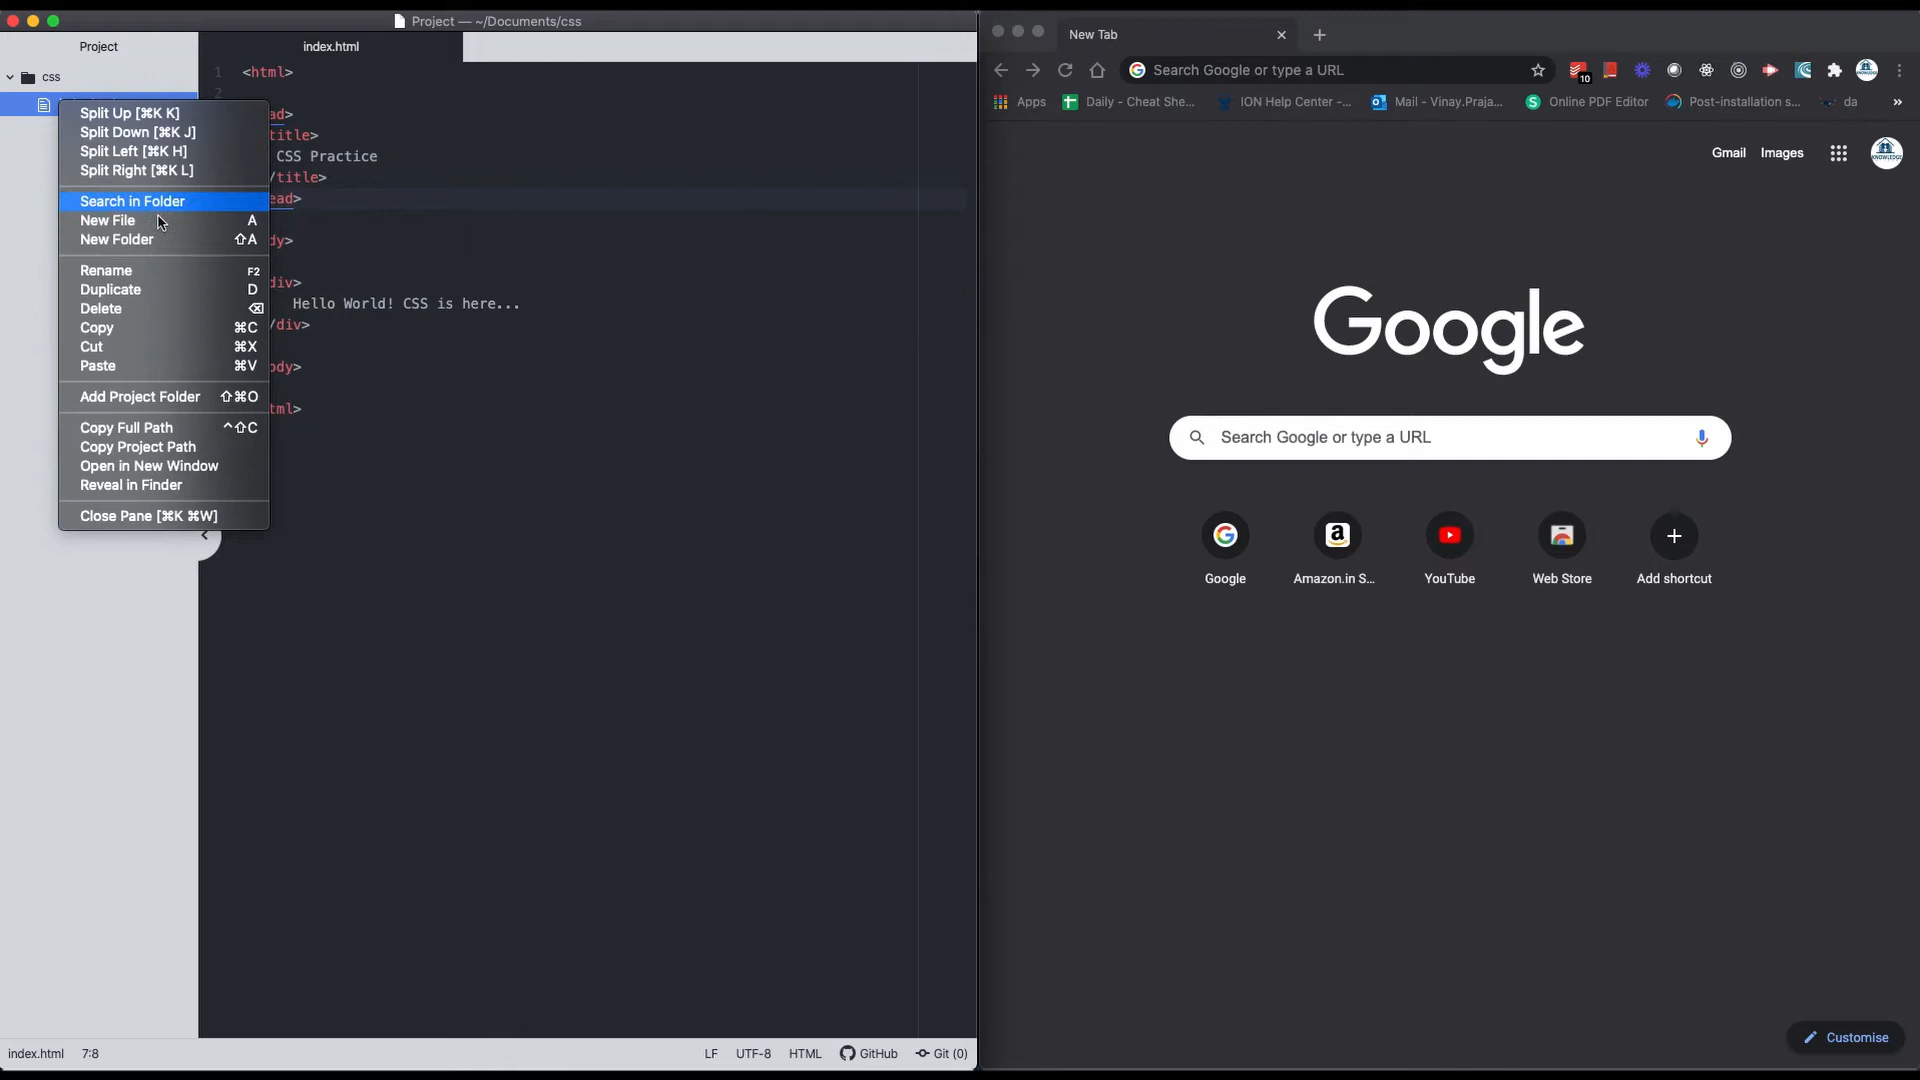 Project — ~/Documents/css
Project
index.html
css
Split Up [⌘K K]
Split Down [⌘K J]
Split Left [⌘K H]
Split Right [⌘K L]
Search in Folder
New File A
New Folder ⇧A
Rename F2
Duplicate D
Delete ⌫
Copy ⌘C
Cut ⌘X
Paste ⌘V
Add Project Folder ⇧⌘O
Copy Full Path ^⇧C
Copy Project Path
Open in New Window
Reveal in Finder
Close Pane [⌘K ⌘W]
1 <html>
2
ad>
title>
CSS Practice
/title>
ead>
dy>
div>
Hello World! CSS is here...
/div>
ody>
tml>
index.html 7:8
LF UTF-8 HTML GitHub Git (0)
New Tab
Search Google or type a URL
10
Apps Daily - Cheat She... ION Help Center -... Mail - Vinay.Praja... Online PDF Editor Post-installation s... da »
Gmail Images
Google
Search Google or type a URL
Google Amazon.in S... YouTube Web Store Add shortcut
Customise